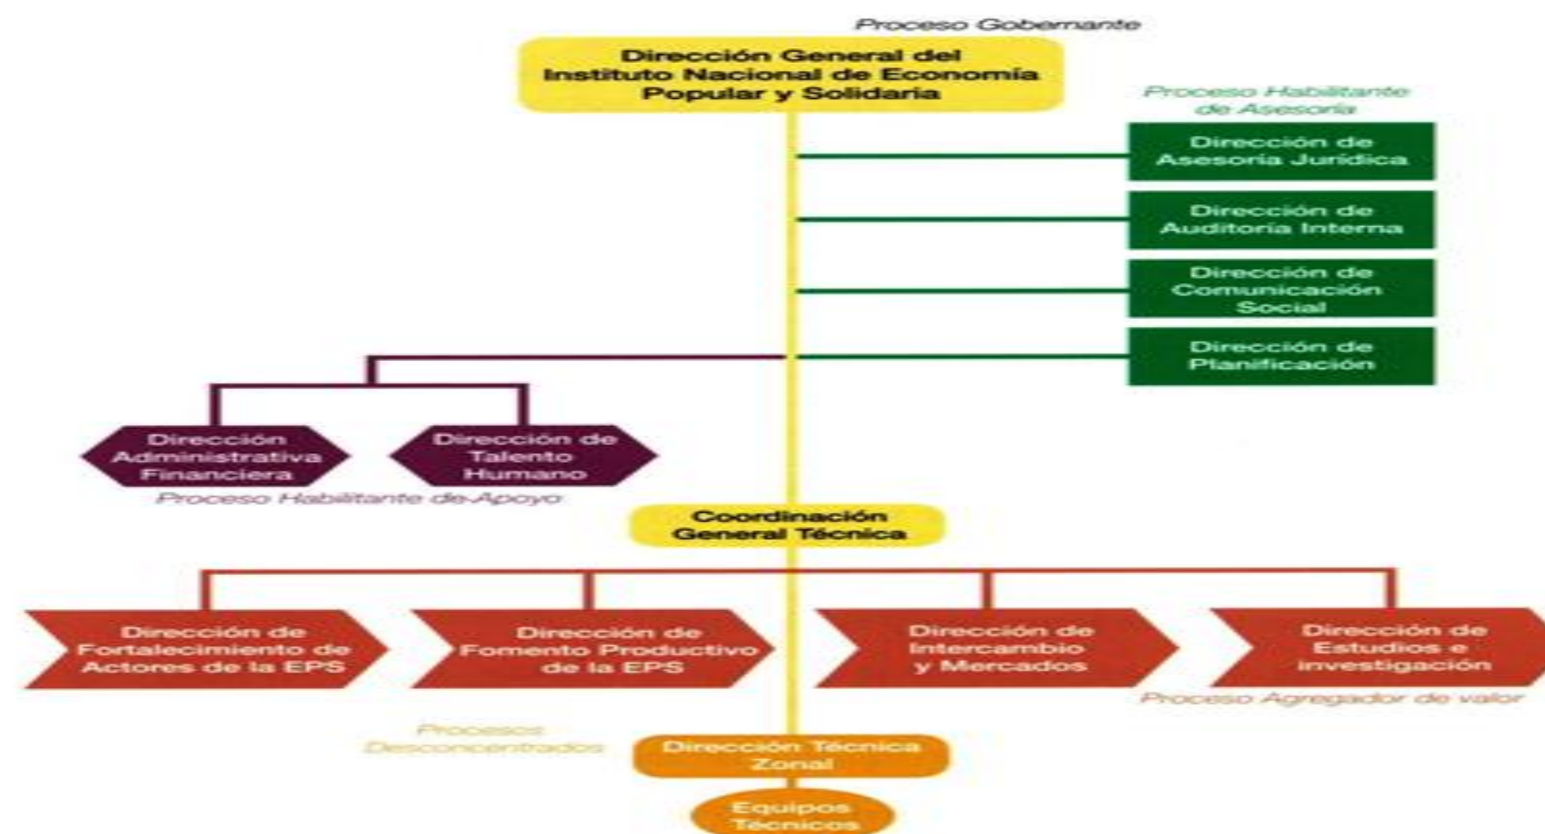 Proceso Gobernante
Dirección General del
Instituto Nacional de Economía
Popular y Solidaria
Proceso Habilitante
de Asesoría
Dirección de
Asesoría Jurídica
Dirección de
Auditoría Interna
Dirección de
Comunicación
Social
Dirección de
Planificación
Dirección
Administrativa
Financiera
Dirección de
Talento
Humano
Proceso Habilitante de Apoyo
Coordinación
General Técnica
Dirección de
Fortalecimiento de
Actores de la EPS
Dirección de
Fomento Productivo
de la EPS
Dirección de
Intercambio
y Mercados
Dirección de
Estudios e
investigación
Proceso Agregador de valor
Procesos
Desconcentrados
Dirección Técnica
Zonal
Equipos
Técnicos